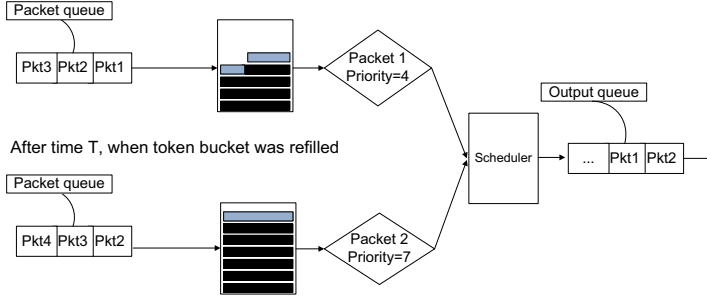 Packet queue
Pkt3 Pkt2 Pkt1
Packet 1
Priority=4
Output queue
Scheduler
... Pkt1 Pkt2
After time T, when token bucket was refilled
Packet queue
Pkt4 Pkt3 Pkt2
Packet 2
Priority=7